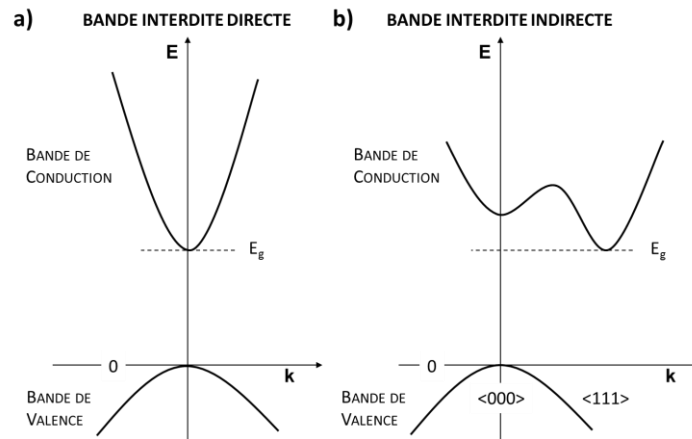 a) BANDE INTERDITE DIRECTE
E
BANDE DE
CONDUCTION
E_g
0
k
BANDE DE
VALENCE
b) BANDE INTERDITE INDIRECTE
E
BANDE DE
CONDUCTION
E_g
0
k
BANDE DE
VALENCE
<000>
<111>